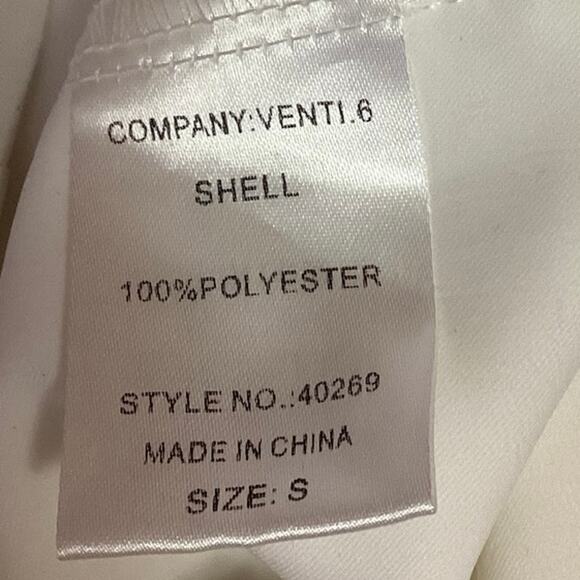 COMPANY:VENTI.6
SHELL
100%POLYESTER
STYLE NO.:40269
MADE IN CHINA
SIZE: S